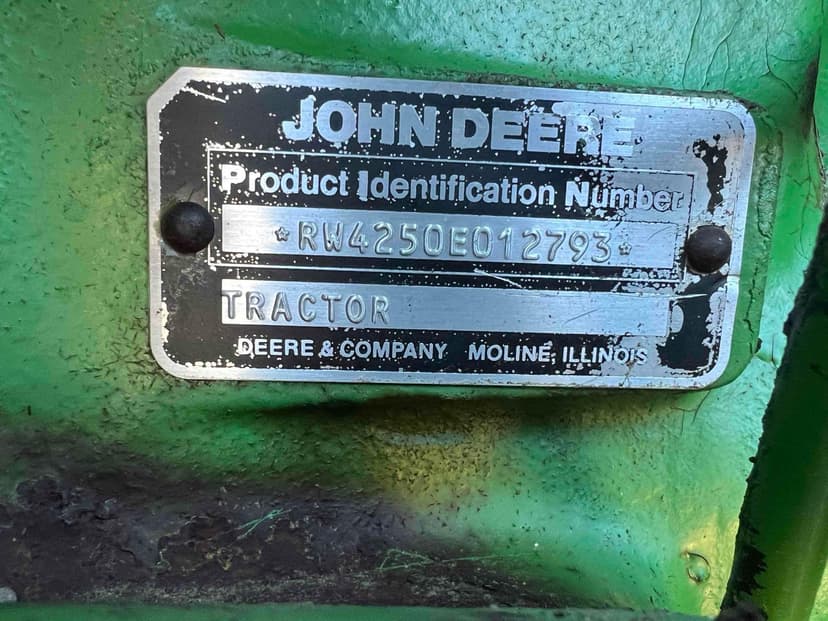 JOHN DEERE
Product Identification Number
*RW4250E012793*
TRACTOR
DEERE & COMPANY MOLINE, ILLINOIS